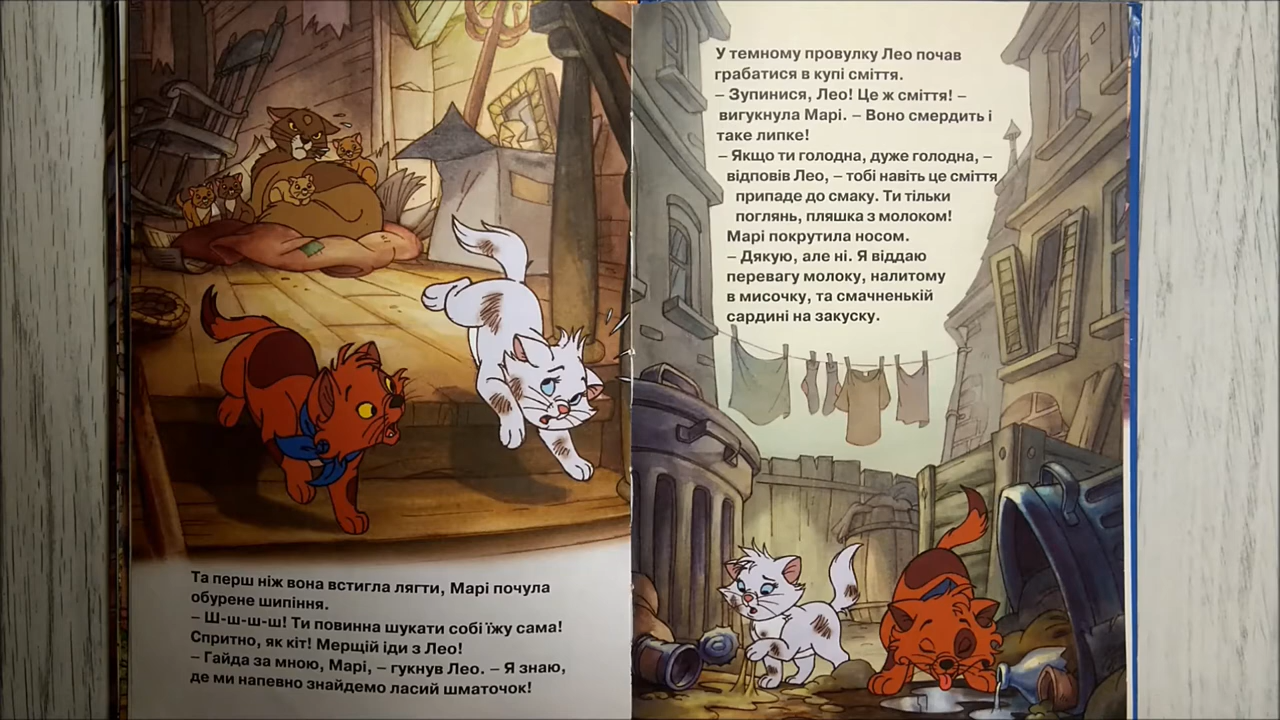 Та перш ніж вона встигла лягти, Марі почула
обурене шипіння.
– Ш-ш-ш-ш! Ти повинна шукати собі їжу сама!
Спритно, як кіт! Мерщій іди з Лео!
– Гайда за мною, Марі, – гукнув Лео. – Я знаю,
де ми напевно знайдемо ласий шматочок!
У темному провулку Лео почав
грабатися в купі сміття.
– Зупинися, Лео! Це ж сміття! –
вигукнула Марі. – Воно смердить і
таке липке!
– Якщо ти голодна, дуже голодна, –
відповів Лео, – тобі навіть це сміття
припаде до смаку. Ти тільки
поглянь, пляшка з молоком!
Марі покрутила носом.
– Дякую, але ні. Я віддаю
перевагу молоку, налитому
в мисочку, та смачненькій
сардині на закуску.